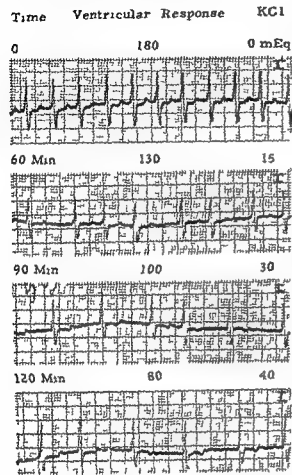 Time Ventricular Response KCl
0 180 0 mEq
60 Min 130 15
90 Min 100 30
120 Min 80 40